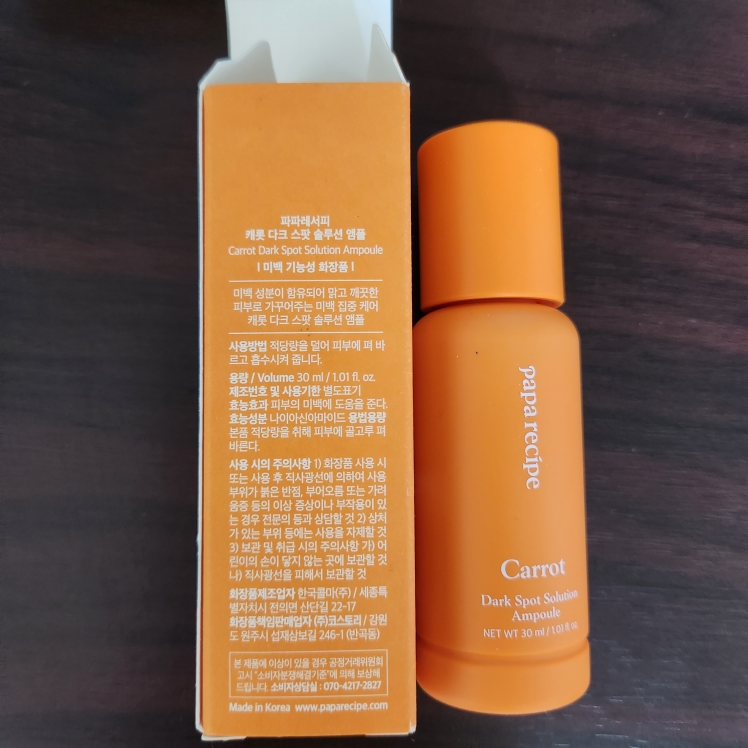 파파레서피
캐롯 다크 스팟 솔루션 앰플
Carrot Dark Spot Solution Ampoule
I 미백 기능성 화장품 I
미백 성분이 함유되어 맑고 깨끗한
피부로 가꾸어주는 미백 집중 케어
캐롯 다크 스팟 솔루션 앰플
사용방법 적당량을 덜어 피부에 펴 바
르고 흡수시켜 줍니다.
용량 / Volume 30 ml / 1.01 fl. oz.
제조번호 및 사용기한 별도표기
효능효과 피부의 미백에 도움을 준다.
효능성분 나이아신아마이드 용법용량
본품 적당량을 취해 피부에 골고루 펴
바른다.
사용 시의 주의사항 1) 화장품 사용 시
또는 사용 후 직사광선에 의하여 사용
부위가 붉은 반점, 부어오름 또는 가려
움증 등의 이상 증상이나 부작용이 있
는 경우 전문의 등과 상담할 것 2) 상처
가 있는 부위 등에는 사용을 자제할 것
3) 보관 및 취급 시의 주의사항 가) 어
린이의 손이 닿지 않는 곳에 보관할 것
나) 직사광선을 피해서 보관할 것
화장품제조업자 한국콜마(주) / 세종특
별자치시 전의면 산단길 22-17
화장품책임판매업자 (주)코스토리 / 강원
도 원주시 섭재삼보길 246-1 (반곡동)
본 제품에 이상이 있을 경우 공정거래위원회
고시 "소비자분쟁해결기준"에 의해 보상해
드립니다. 소비자상담실 : 070-4217-2827
Made in Korea www.paparecipe.com
papa recipe
Carrot
Dark Spot Solution
Ampoule
NET WT 30 ml / 1.01 fl. oz.